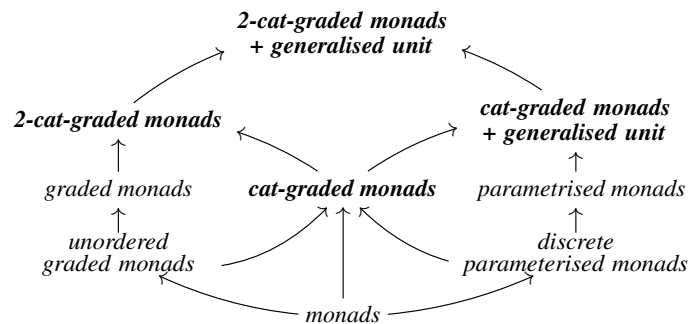 2-cat-graded monads
+ generalised unit
2-cat-graded monads
cat-graded monads
+ generalised unit
graded monads
cat-graded monads
parametrised monads
unordered
graded monads
discrete
parameterised monads
monads